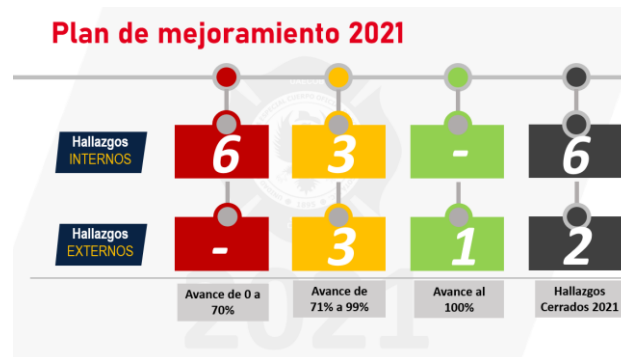 Plan de mejoramiento 2021
Hallazgos
INTERNOS
6
3
-
6
Hallazgos
EXTERNOS
-
3
1
2
Avance de 0 a
70%
Avance de
71% a 99%
Avance al
100%
Hallazgos
Cerrados 2021
2021